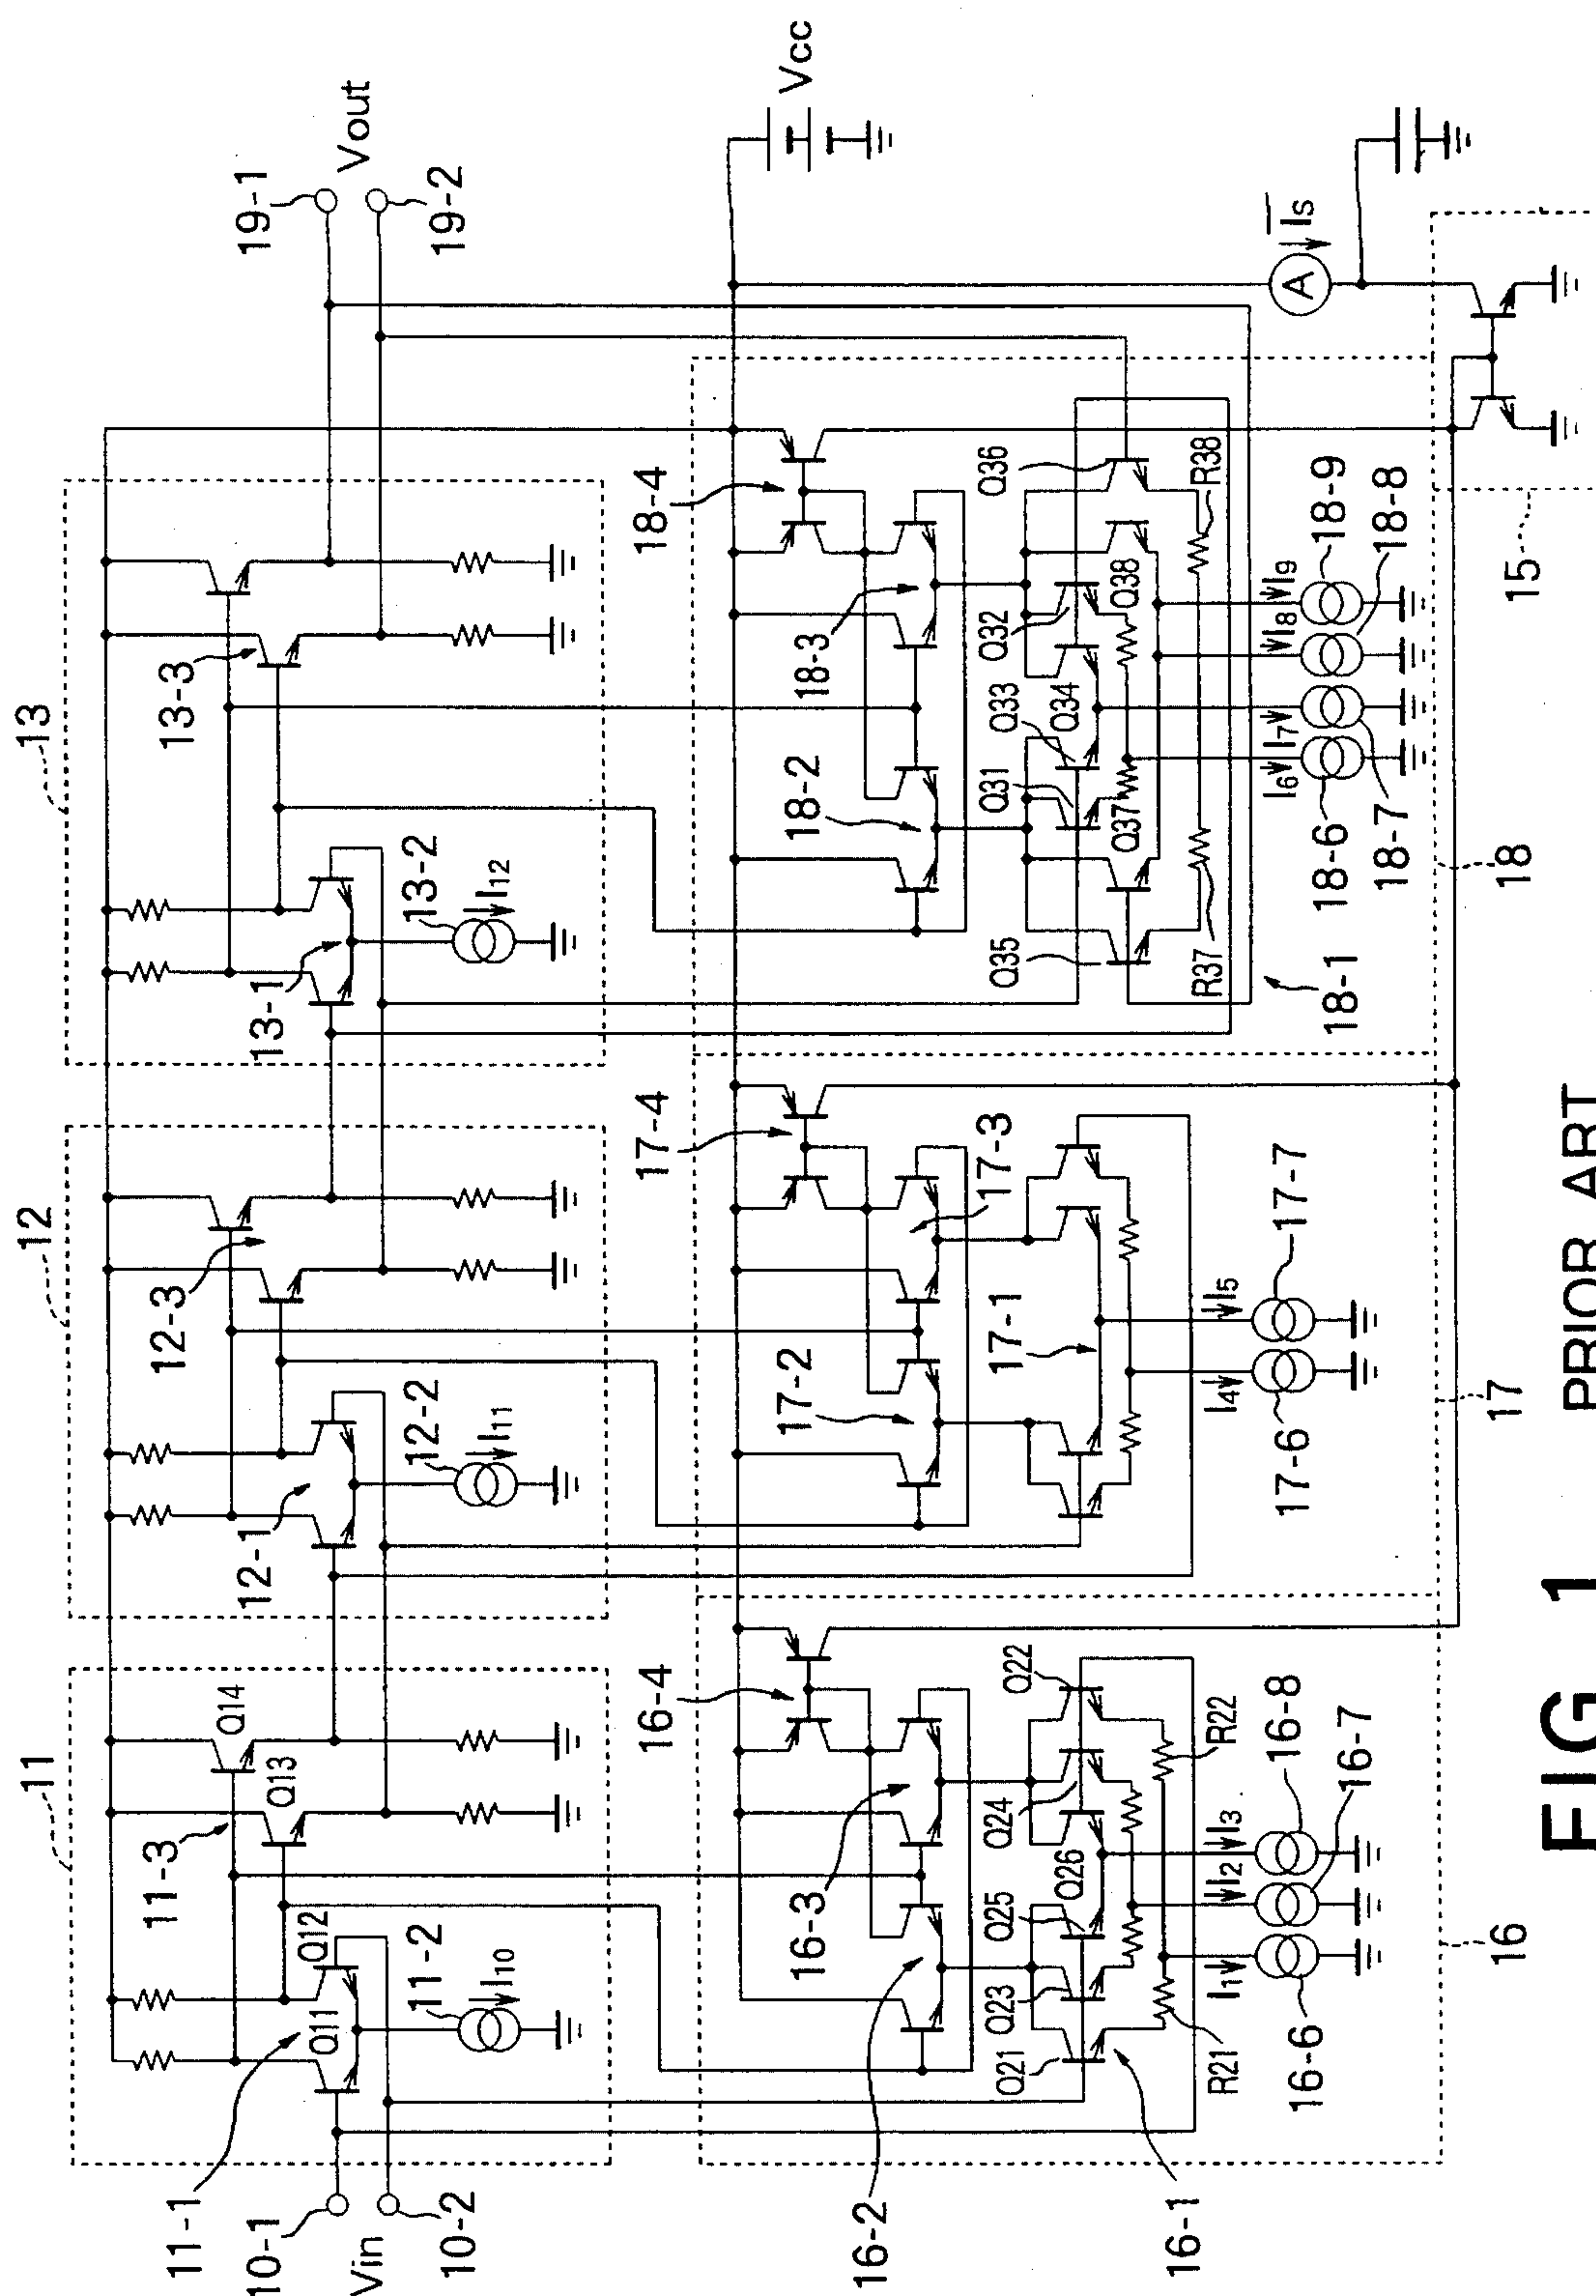 11
12
13
11-3
Q14
Q13
12-3
13-3
19-1
Vout
19-2
11-1
Q11
Q12
11-2
I10
12-1
12-2
I11
13-1
13-2
I12
10-1
Vin
10-2
16-4
17-4
18-4
Vcc
16-2
16-3
17-2
17-3
18-2
18-3
Q21
Q23
Q25
Q26
Q24
Q22
17-1
Q35
Q31
Q33
Q34
Q32
Q38
Q36
Q37
16-1
R21
R22
R37
R38
18-1
I1
I2
I3
I4
I5
I6
I7
I8
I9
A
Is
16-6
16-7
16-8
17-6
17-7
18-6
18-7
18-8
18-9
16
17
18
15
FIG 1 PRIOR ART